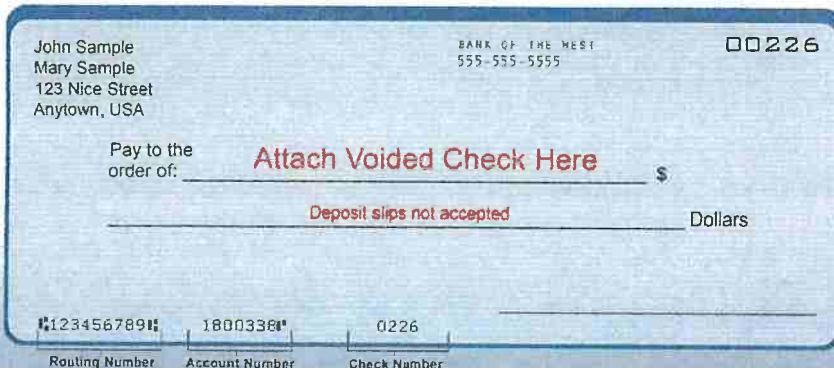 John Sample
Mary Sample
123 Nice Street
Anytown, USA
BANK OF THE WEST
555-555-5555
00226
Pay to the
order of: Attach Voided Check Here $
Deposit slips not accepted Dollars
⑆123456789⑆ 1800338⑈ 0226
Routing Number Account Number Check Number